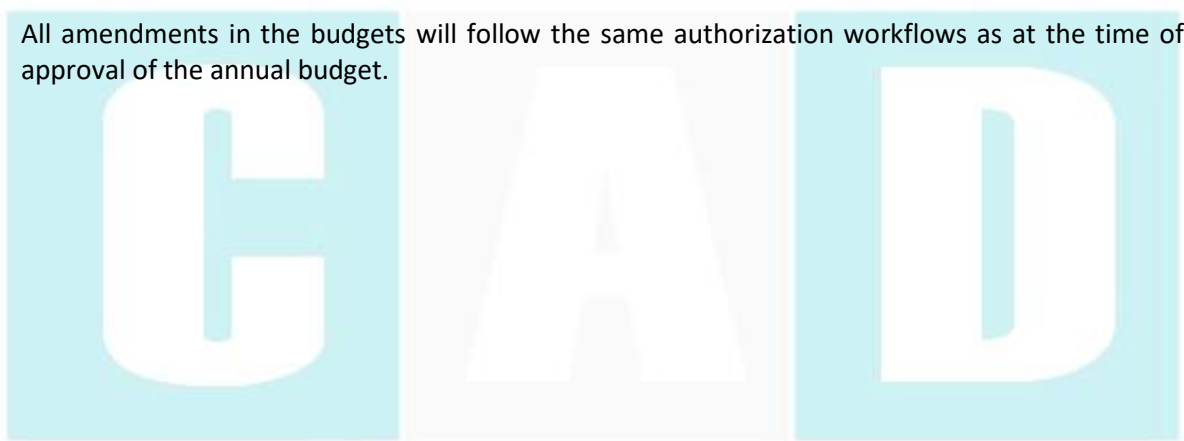 All amendments in the budgets will follow the same authorization workflows as at the time of
approval of the annual budget.
CAD